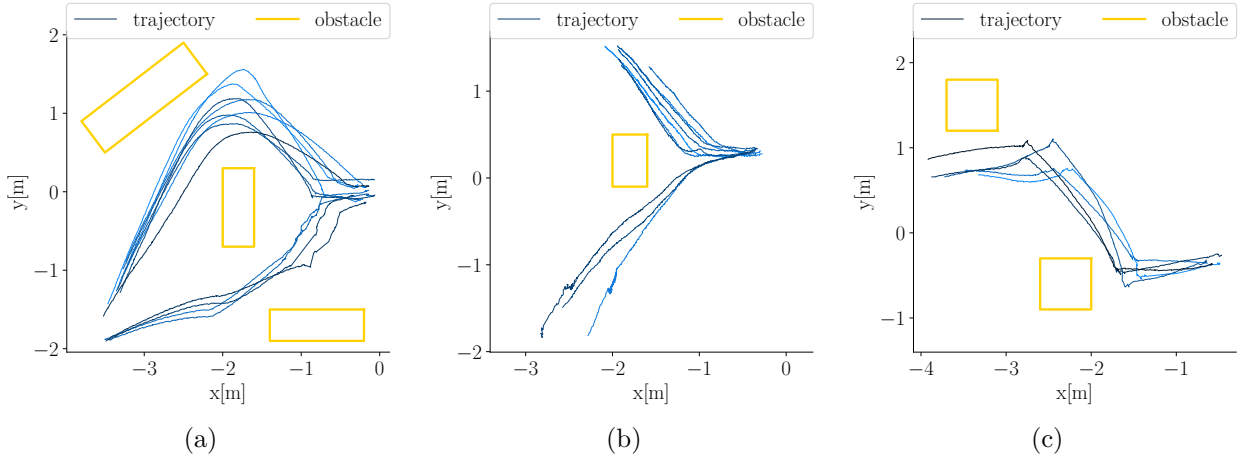 trajectory obstacle
2
1
0
−1
−2
y[m]
−3 −2 −1 0
x[m]
(a)
trajectory obstacle
1
0
−1
−2
y[m]
−3 −2 −1 0
x[m]
(b)
trajectory obstacle
2
1
0
−1
y[m]
−4 −3 −2 −1
x[m]
(c)